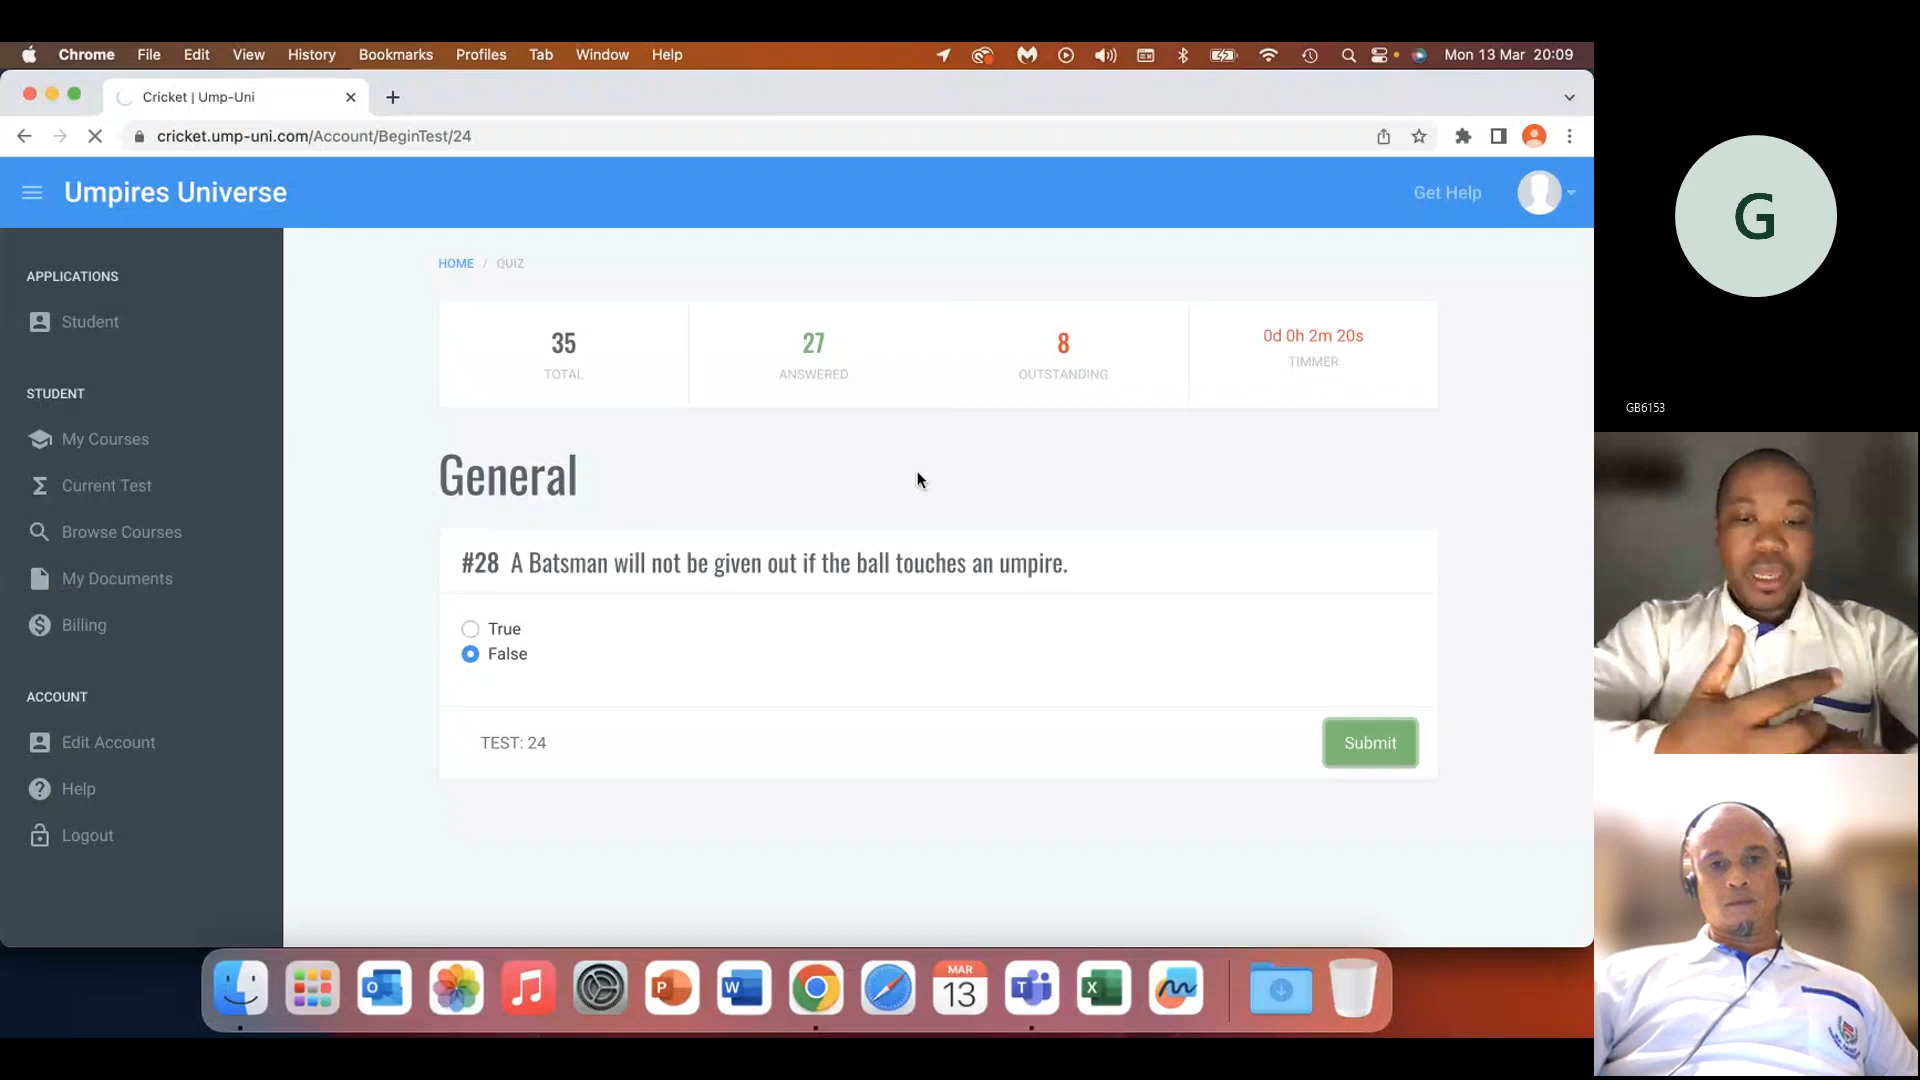 Chrome File Edit View History Bookmarks Profiles Tab Window Help Mon 13 Mar 20:09
Cricket | Ump-Uni
cricket.ump-uni.com/Account/BeginTest/24
Umpires Universe
Get Help
G
GB6153
APPLICATIONS
Student
STUDENT
My Courses
Current Test
Browse Courses
My Documents
Billing
ACCOUNT
Edit Account
Help
Logout
HOME / QUIZ
35
TOTAL
27
ANSWERED
8
OUTSTANDING
0d 0h 2m 20s
TIMMER
General
#28 A Batsman will not be given out if the ball touches an umpire.
True
False
TEST: 24
Submit
O
P
W
MAR
13
T
X